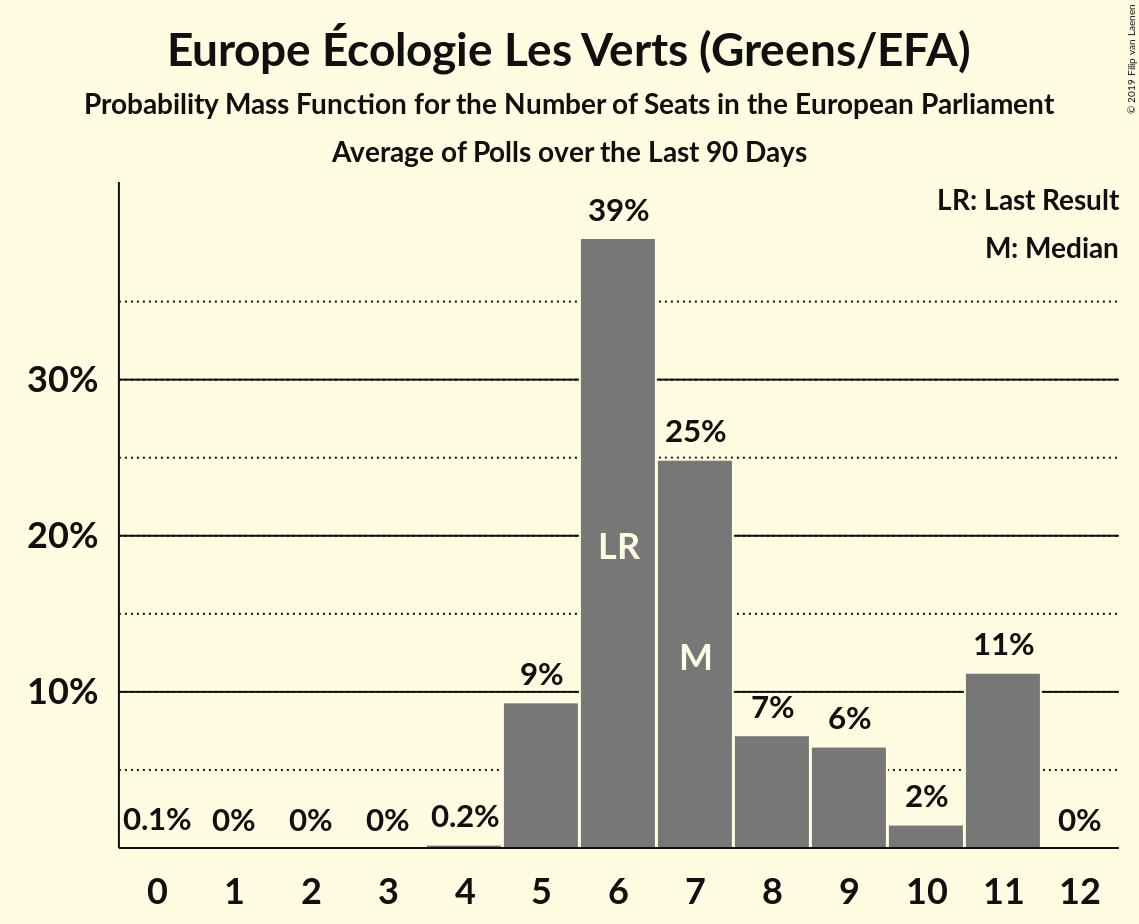 Europe Écologie Les Verts (Greens/EFA)
Probability Mass Function for the Number of Seats in the European Parliament
Average of Polls over the Last 90 Days
© 2019 Filip van Laenen
LR: Last Result
M: Median
39%
30%
25%
20%
LR
M
11%
10%
9%
7%
6%
2%
0.1%
0%
0%
0%
0.2%
0%
0 1 2 3 4 5 6 7 8 9 10 11 12